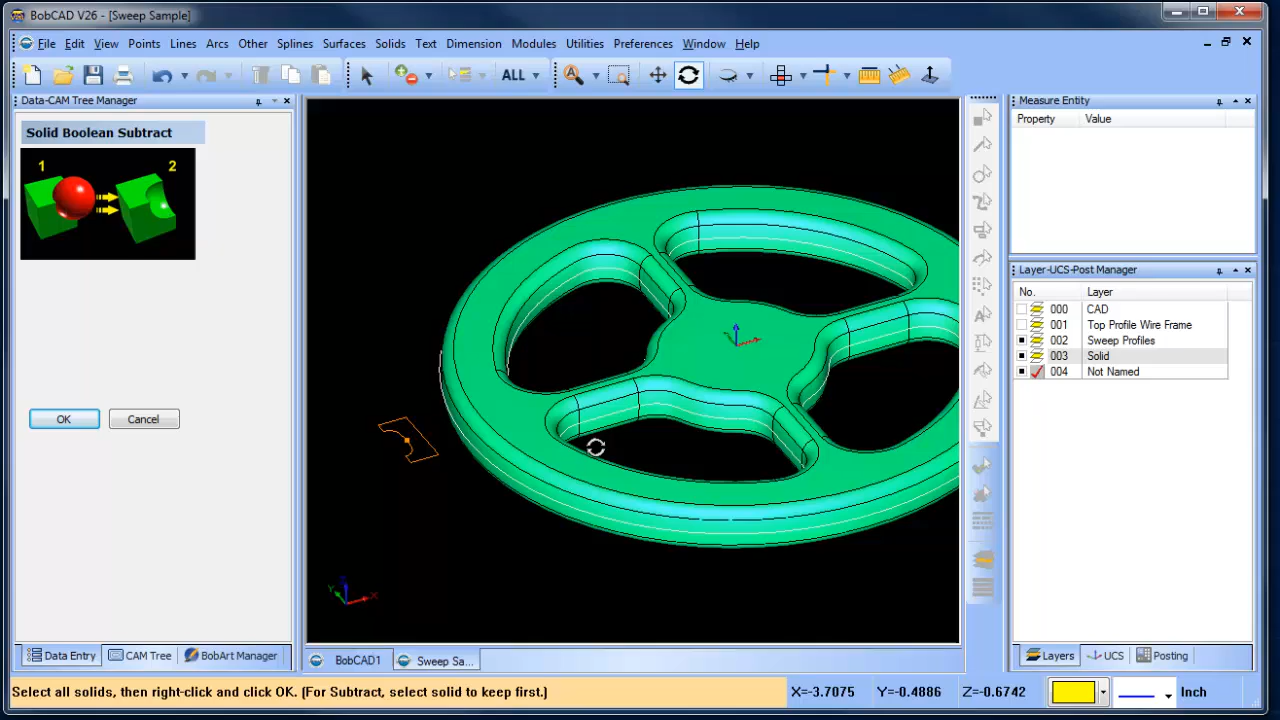 BobCAD V26 - [Sweep Sample]
File Edit View Points Lines Arcs Other Splines Surfaces Solids Text Dimension Modules Utilities Preferences Window Help
ALL
Data-CAM Tree Manager
Solid Boolean Subtract
1 2
OK Cancel
Data Entry CAM Tree BobArt Manager
BobCAD1 Sweep Sa...
Y Z X
Measure Entity
Property Value
Layer-UCS-Post Manager
No. Layer
000 CAD
001 Top Profile Wire Frame
002 Sweep Profiles
003 Solid
004 Not Named
Layers UCS Posting
Select all solids, then right-click and click OK. (For Subtract, select solid to keep first.)
X=-3.7075 Y=-0.4886 Z=-0.6742 Inch